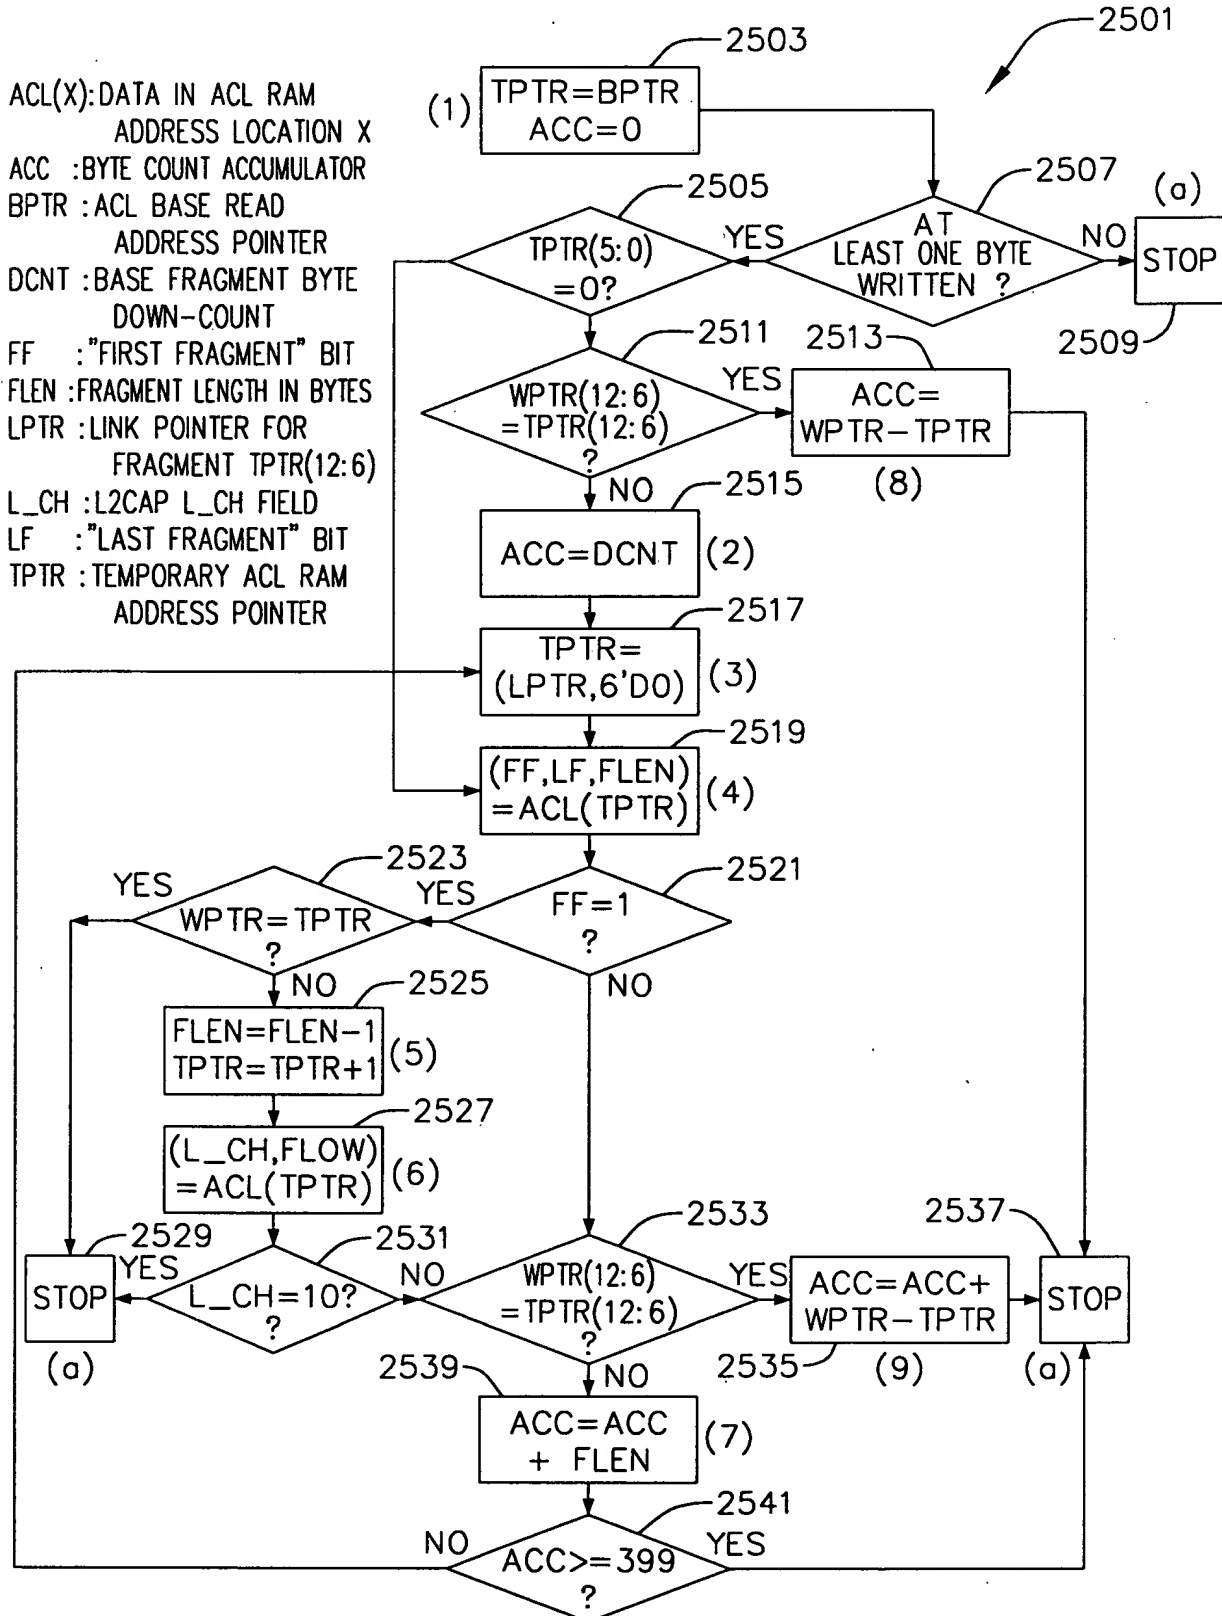 2501
2503
ACL(X):DATA IN ACL RAM
ADDRESS LOCATION X
ACC :BYTE COUNT ACCUMULATOR
BPTR :ACL BASE READ
ADDRESS POINTER
DCNT :BASE FRAGMENT BYTE
DOWN-COUNT
FF :"FIRST FRAGMENT" BIT
FLEN :FRAGMENT LENGTH IN BYTES
LPTR :LINK POINTER FOR
FRAGMENT TPTR(12:6)
L_CH :L2CAP L_CH FIELD
LF :"LAST FRAGMENT" BIT
TPTR :TEMPORARY ACL RAM
ADDRESS POINTER
(1)
TPTR=BPTR
ACC=0
2505
2507
(a)
TPTR(5:0)
=0?
YES
AT
LEAST ONE BYTE
WRITTEN ?
NO
STOP
2509
2511
2513
WPTR(12:6)
=TPTR(12:6)
?
YES
ACC=
WPTR-TPTR
(8)
NO
2515
ACC=DCNT
(2)
2517
TPTR=
(LPTR,6'D0)
(3)
2519
(FF,LF,FLEN)
=ACL(TPTR)
(4)
2523
2521
YES
WPTR=TPTR
?
YES
FF=1
?
NO
NO
2525
FLEN=FLEN-1
TPTR=TPTR+1
(5)
2527
(L_CH,FLOW)
=ACL(TPTR)
(6)
2529
2531
2533
2537
STOP
(a)
YES
L_CH=10?
?
NO
WPTR(12:6)
=TPTR(12:6)
?
YES
ACC=ACC+
WPTR-TPTR
2535
(9)
STOP
(a)
2539
NO
ACC=ACC
+ FLEN
(7)
2541
NO
ACC>=399
?
YES